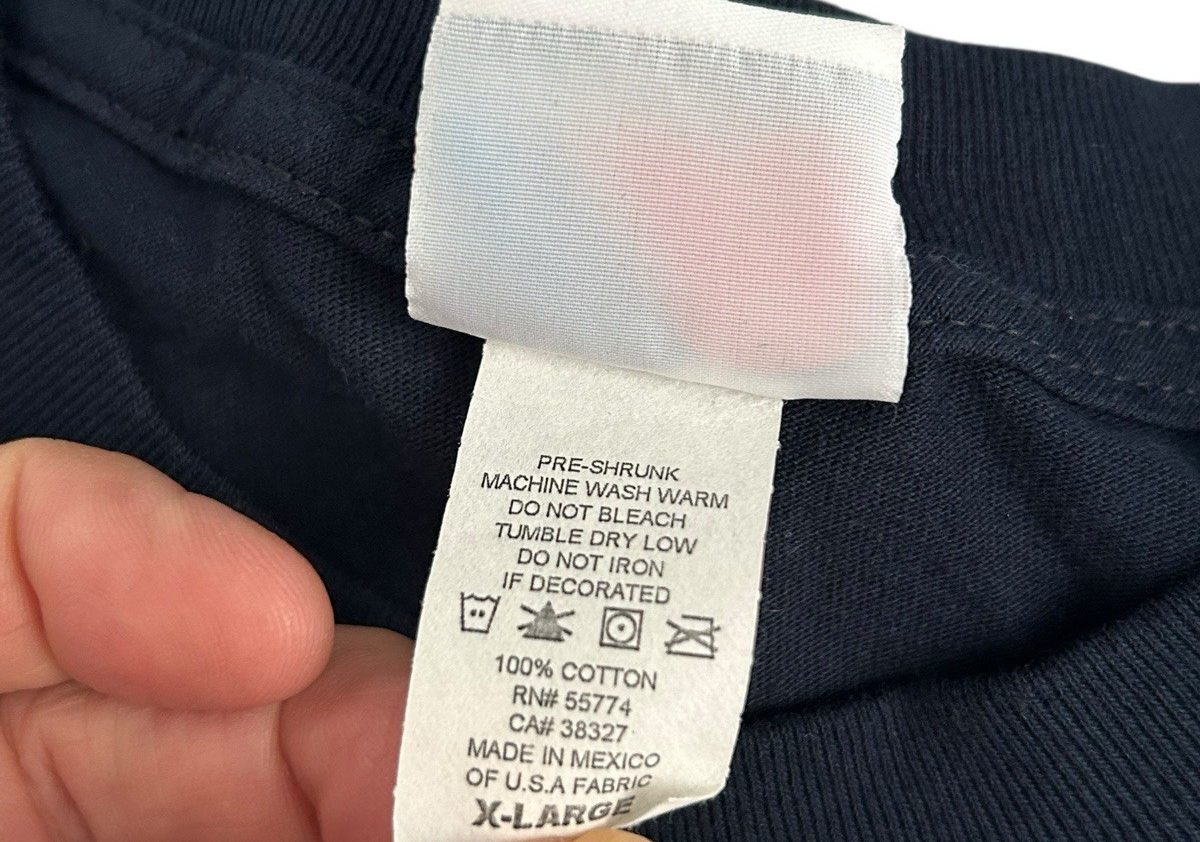 PRE-SHRUNK
MACHINE WASH WARM
DO NOT BLEACH
TUMBLE DRY LOW
DO NOT IRON
IF DECORATED
100% COTTON
RN# 55774
CA# 38327
MADE IN MEXICO
OF U.S.A FABRIC
X-LARGE